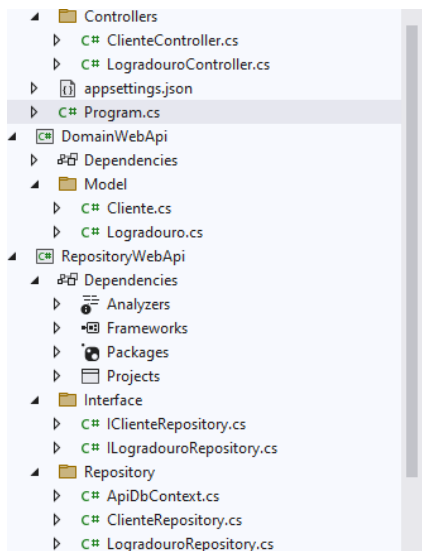 Controllers
C# ClienteController.cs
C# LogradouroController.cs
appsettings.json
C# Program.cs
C# DomainWebApi
Dependencies
Model
C# Cliente.cs
C# Logradouro.cs
C# RepositoryWebApi
Dependencies
Analyzers
Frameworks
Packages
Projects
Interface
C# IClienteRepository.cs
C# ILogradouroRepository.cs
Repository
C# ApiDbContext.cs
C# ClienteRepository.cs
C# LogradouroRepository.cs